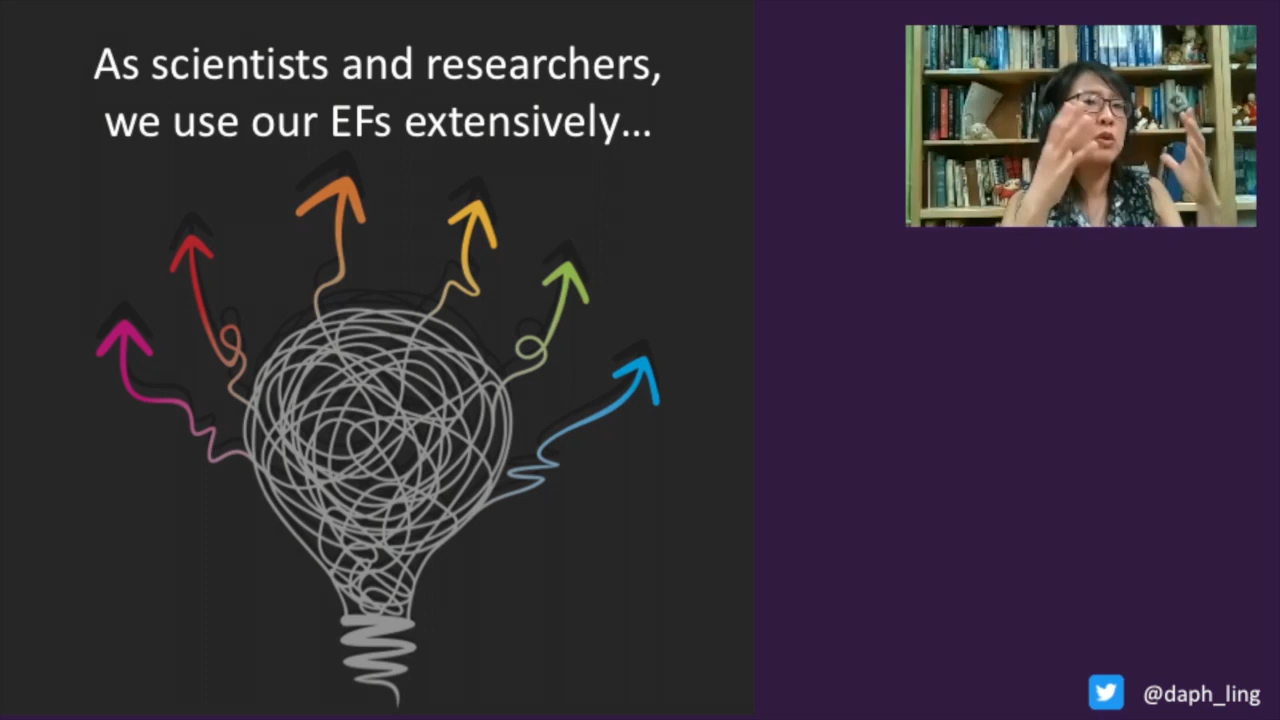 As scientists and researchers,
we use our EFs extensively...
@daph_ling